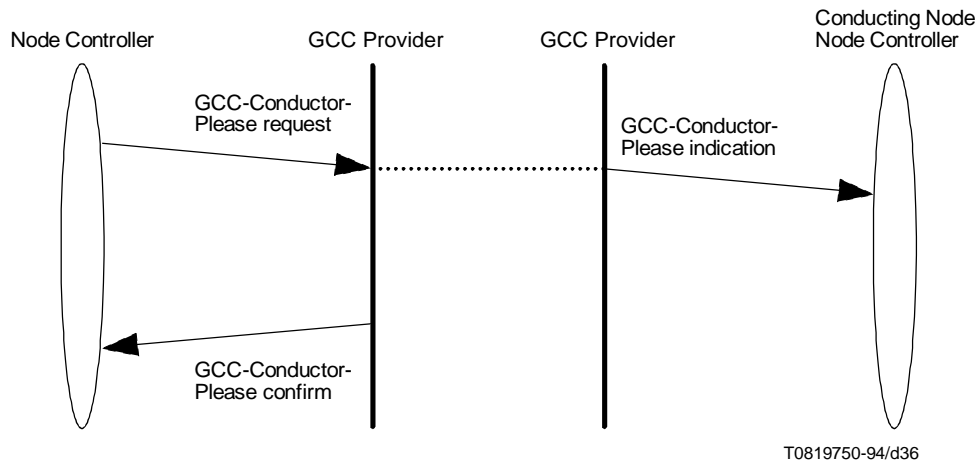 Node Controller
GCC Provider
GCC Provider
Conducting Node
Node Controller
GCC-Conductor-
Please request
GCC-Conductor-
Please indication
GCC-Conductor-
Please confirm
T0819750-94/d36